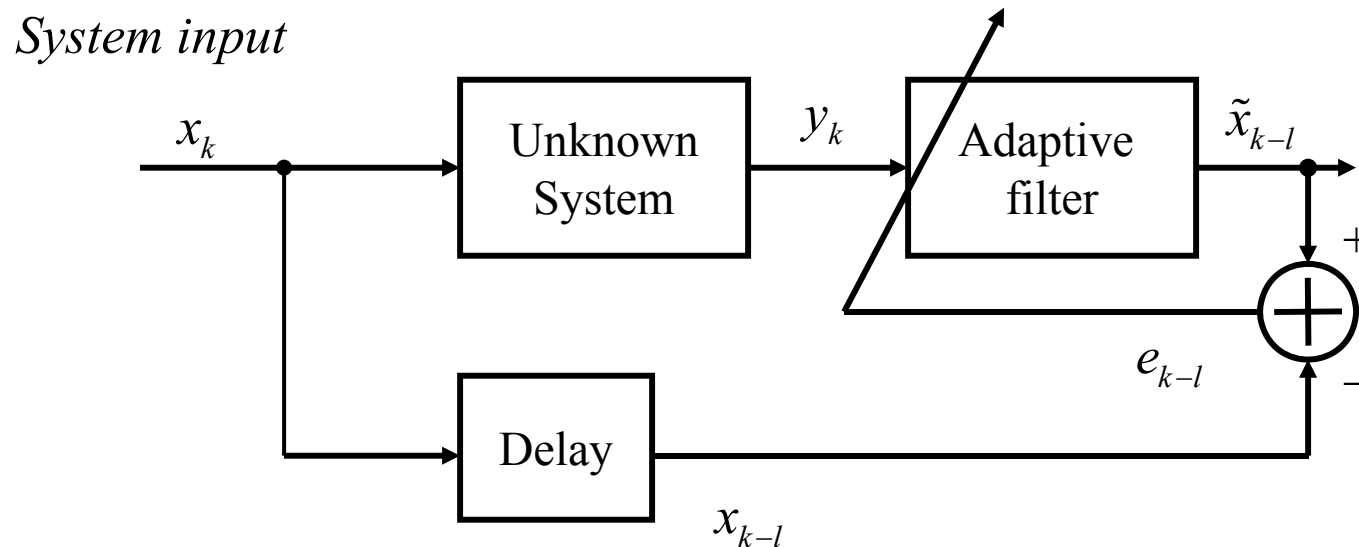 System input
x_k
Unknown
System
y_k
Adaptive
filter
x̃_{k–l}
+
e_{k–l}
–
Delay
x_{k–l}